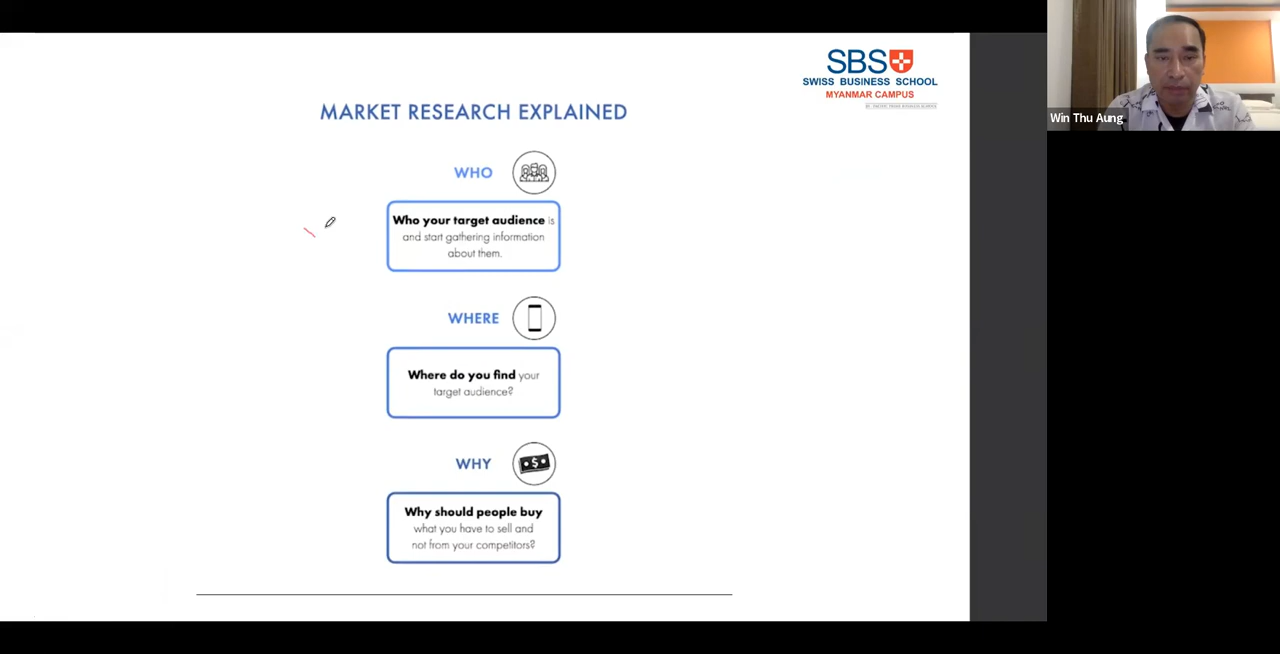 SBS
SWISS BUSINESS SCHOOL
MYANMAR CAMPUS
MARKET RESEARCH EXPLAINED
WHO
Who your target audience is
and start gathering information
about them.
WHERE
Where do you find your
target audience?
WHY
Why should people buy
what you have to sell and
not from your competitors?
Win Thu Aung